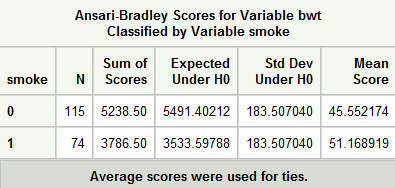 Ansari-Bradley Scores for Variable bwt
Classified by Variable smoke
smoke N Sum of Scores Expected Under H0 Std Dev Under H0 Mean Score
0 115 5238.50 5491.40212 183.507040 45.552174
1 74 3786.50 3533.59788 183.507040 51.168919
Average scores were used for ties.